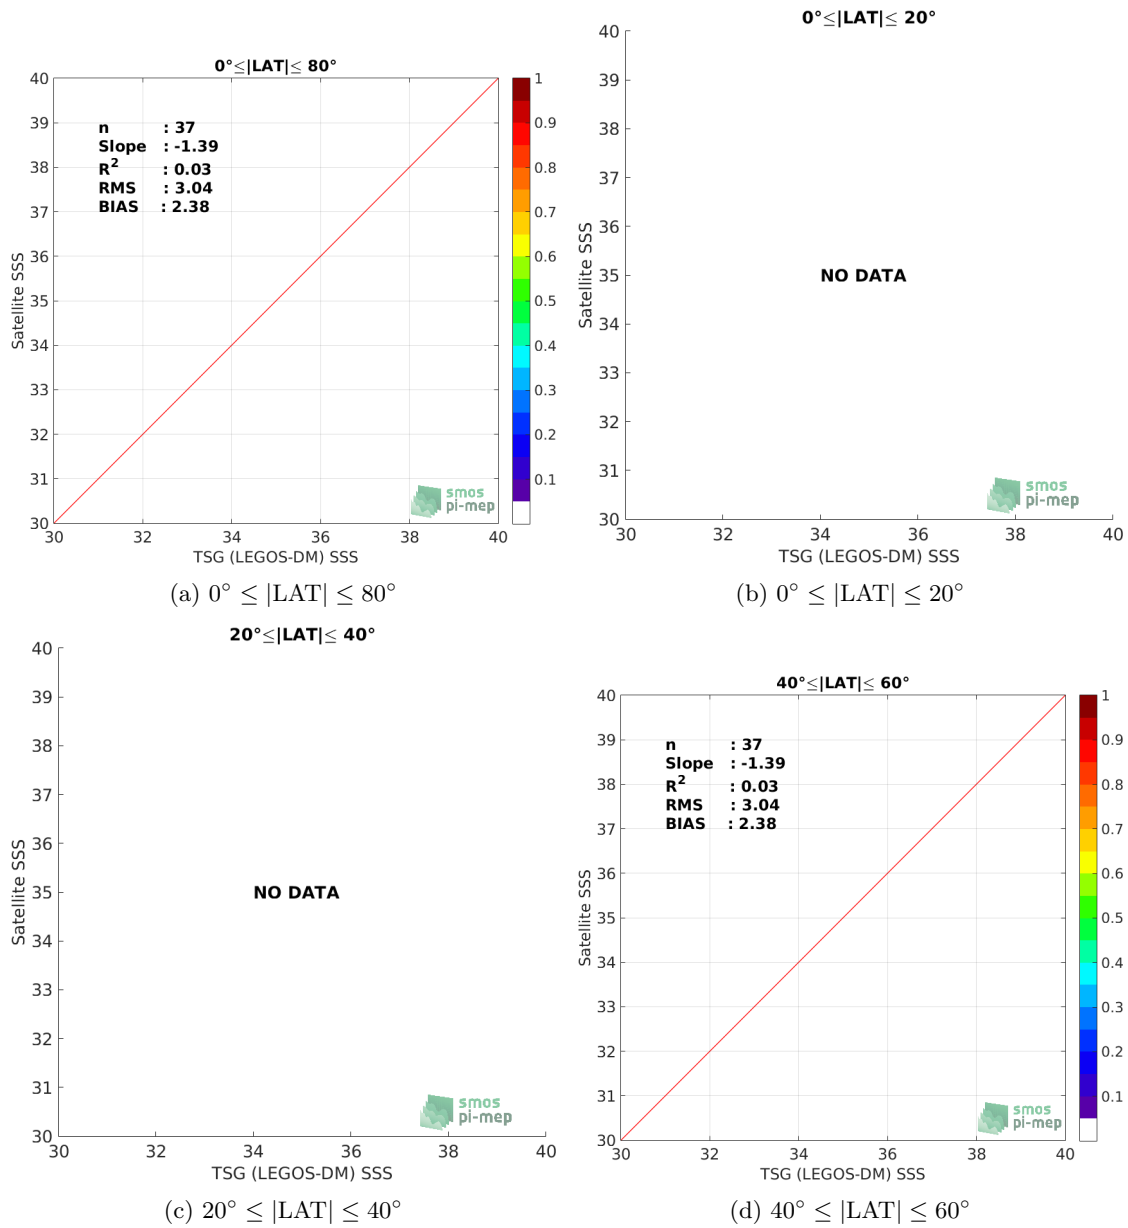 0°≤|LAT|≤ 80°
n : 37
Slope : -1.39
R² : 0.03
RMS : 3.04
BIAS : 2.38
40
39
38
37
36
35
34
33
32
31
30
30 32 34 36 38 40
1
0.9
0.8
0.7
0.6
0.5
0.4
0.3
0.2
0.1
Satellite SSS
TSG (LEGOS-DM) SSS
smos
pi-mep
(a) 0° ≤ |LAT| ≤ 80°
0°≤|LAT|≤ 20°
40
39
38
37
36
35
34
33
32
31
30
30 32 34 36 38 40
NO DATA
Satellite SSS
TSG (LEGOS-DM) SSS
smos
pi-mep
(b) 0° ≤ |LAT| ≤ 20°
20°≤|LAT|≤ 40°
40
39
38
37
36
35
34
33
32
31
30
30 32 34 36 38 40
NO DATA
Satellite SSS
TSG (LEGOS-DM) SSS
smos
pi-mep
(c) 20° ≤ |LAT| ≤ 40°
40°≤|LAT|≤ 60°
n : 37
Slope : -1.39
R² : 0.03
RMS : 3.04
BIAS : 2.38
40
39
38
37
36
35
34
33
32
31
30
30 32 34 36 38 40
1
0.9
0.8
0.7
0.6
0.5
0.4
0.3
0.2
0.1
Satellite SSS
TSG (LEGOS-DM) SSS
smos
pi-mep
(d) 40° ≤ |LAT| ≤ 60°